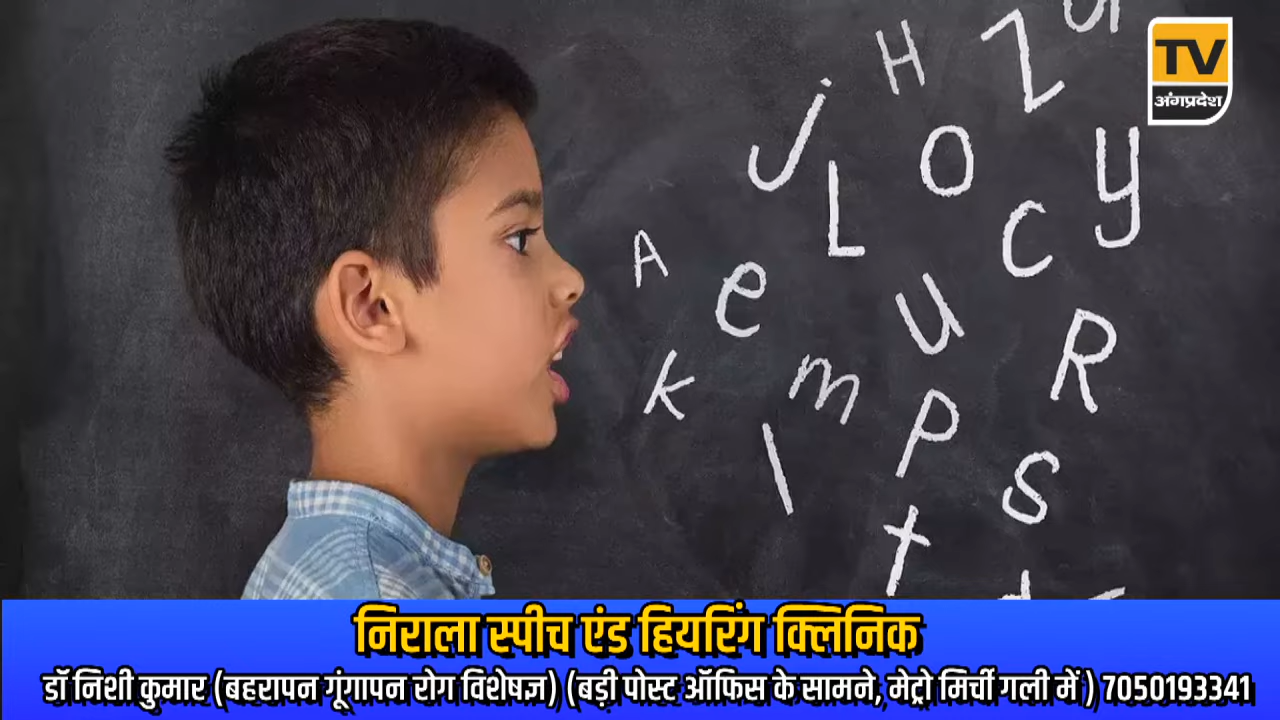 H Z
TV
अंगप्रदेश
J O y
L C
A e u
R
K m P
l S
t
निराला स्पीच एंड हियरिंग क्लिनिक
डॉ निशी कुमार (बहरापन गूंगापन रोग विशेषज्ञ) (बड़ी पोस्ट ऑफिस के सामने, मेट्रो मिर्ची गली में ) 7050193341